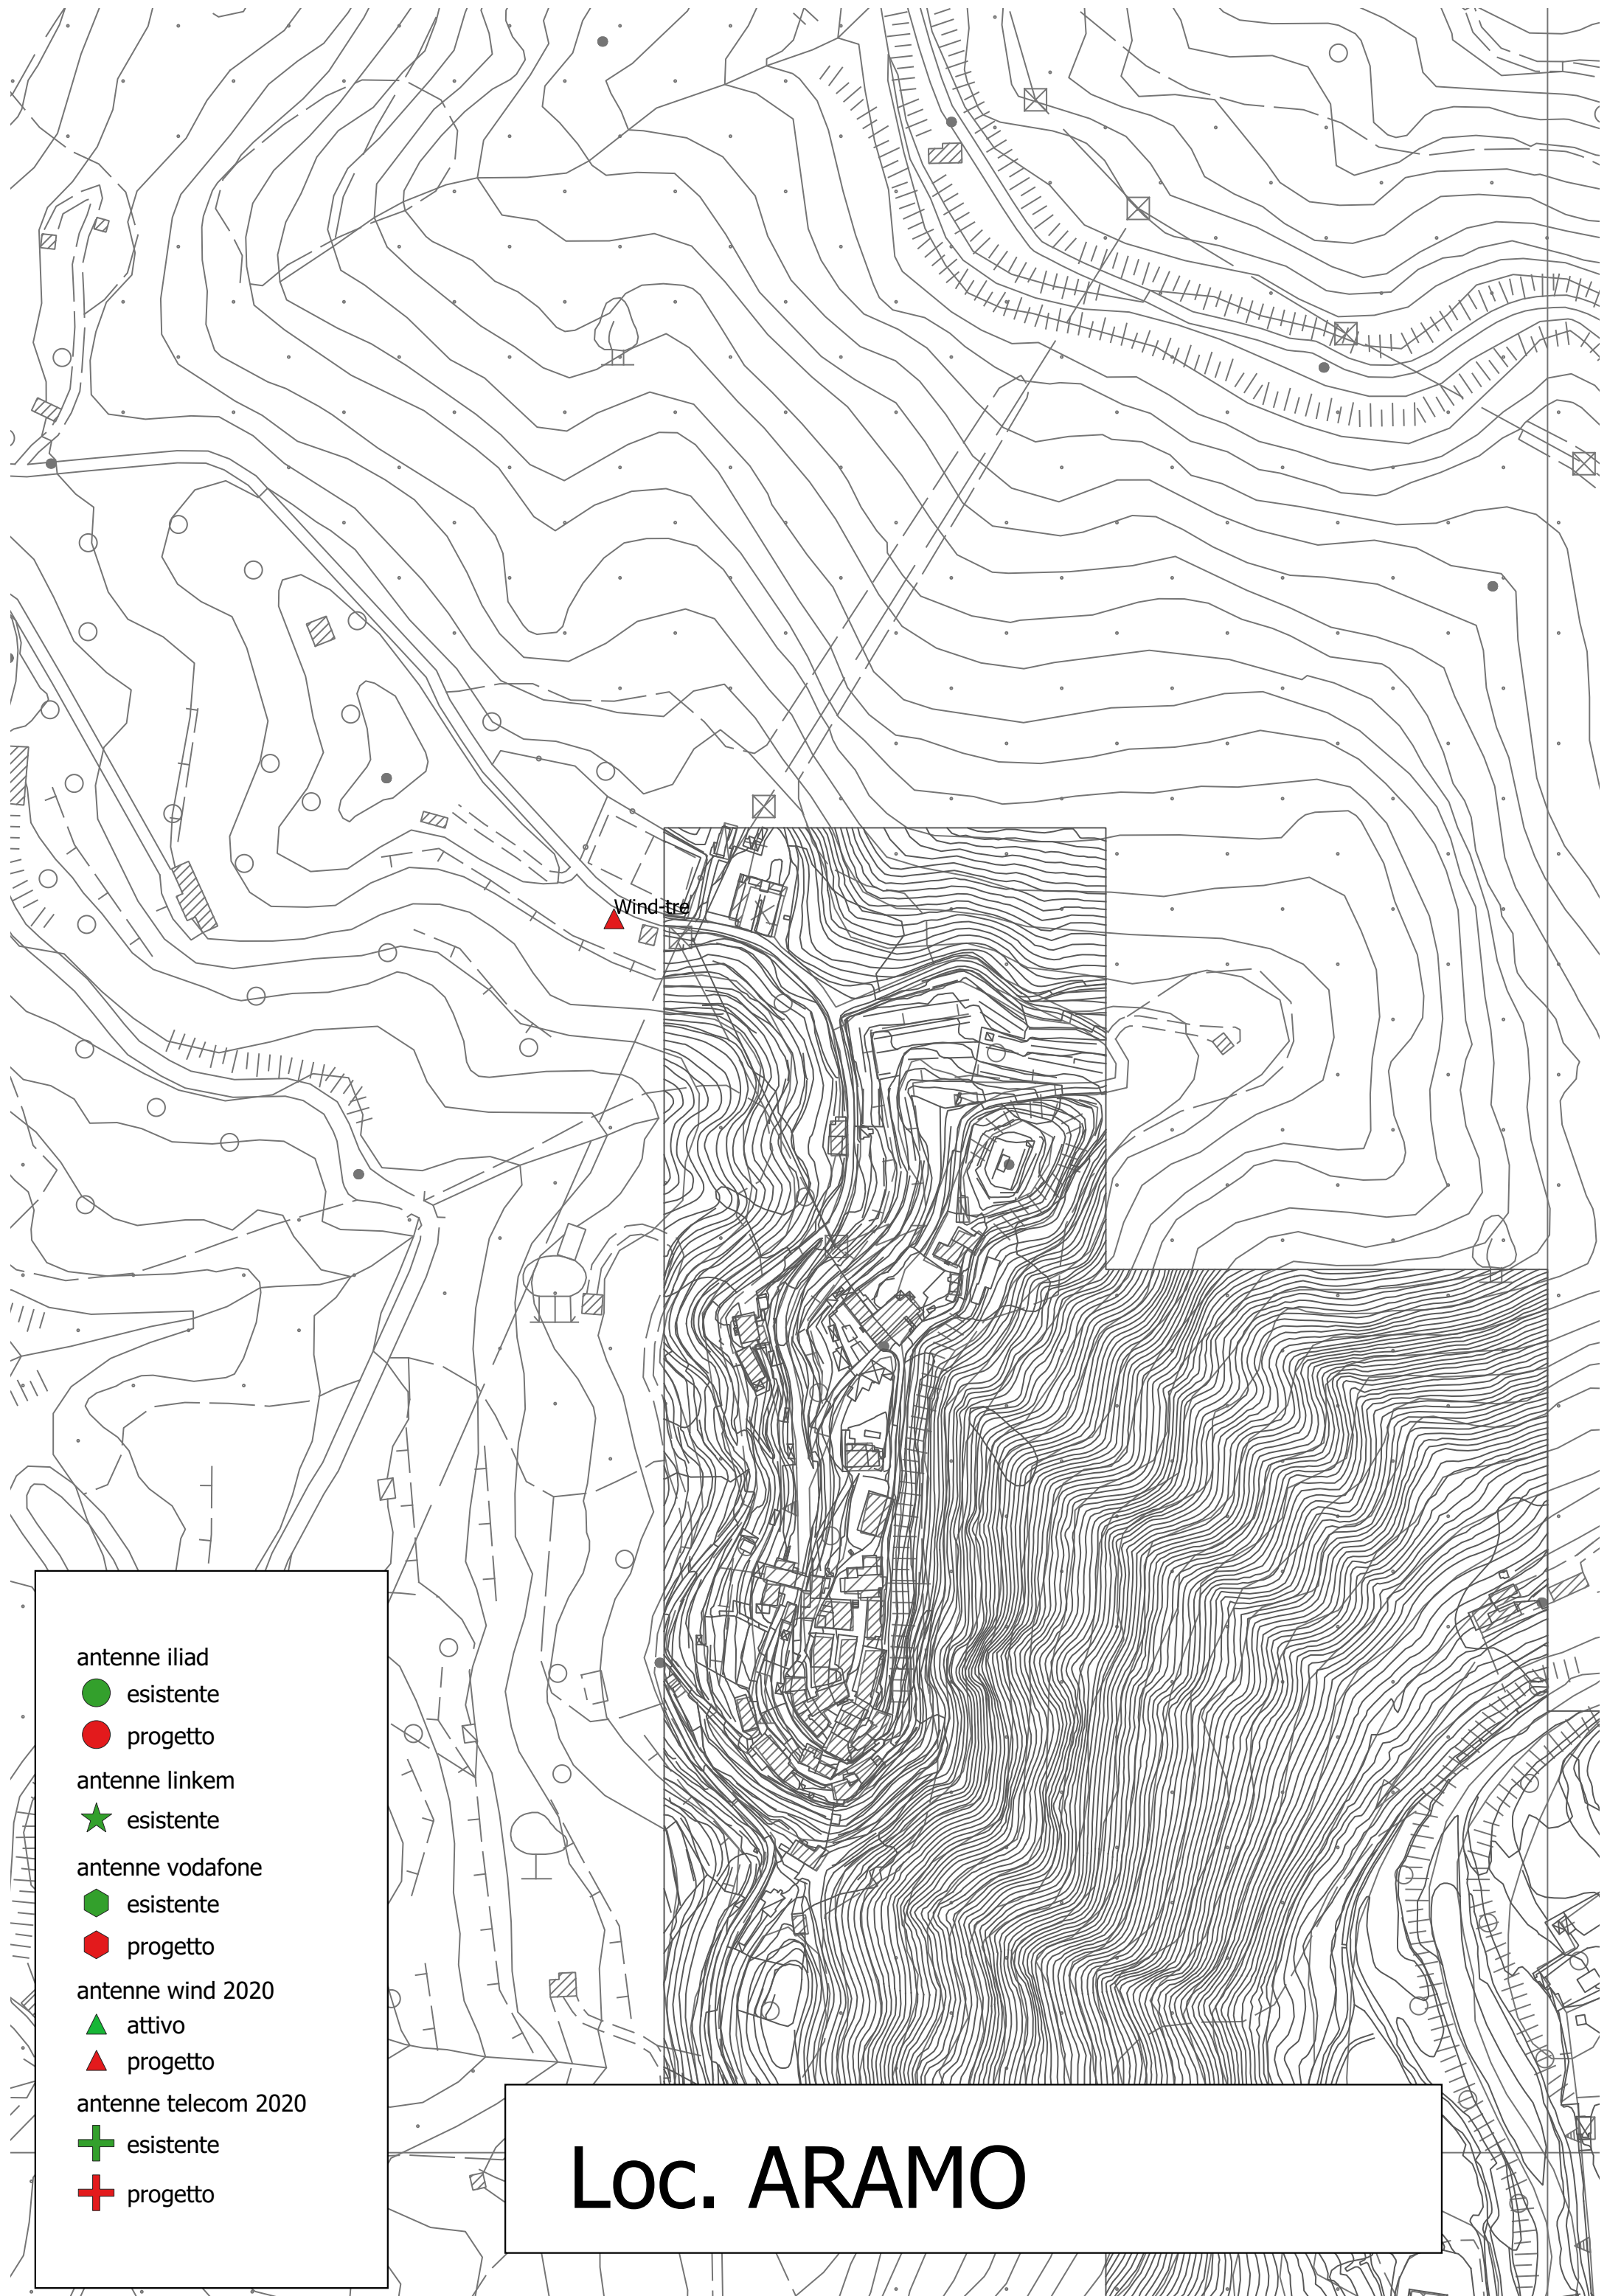 Wind-tre
antenne iliad
esistente
progetto
antenne linkem
esistente
antenne vodafone
esistente
progetto
antenne wind 2020
attivo
progetto
antenne telecom 2020
esistente
progetto
Loc. ARAMO